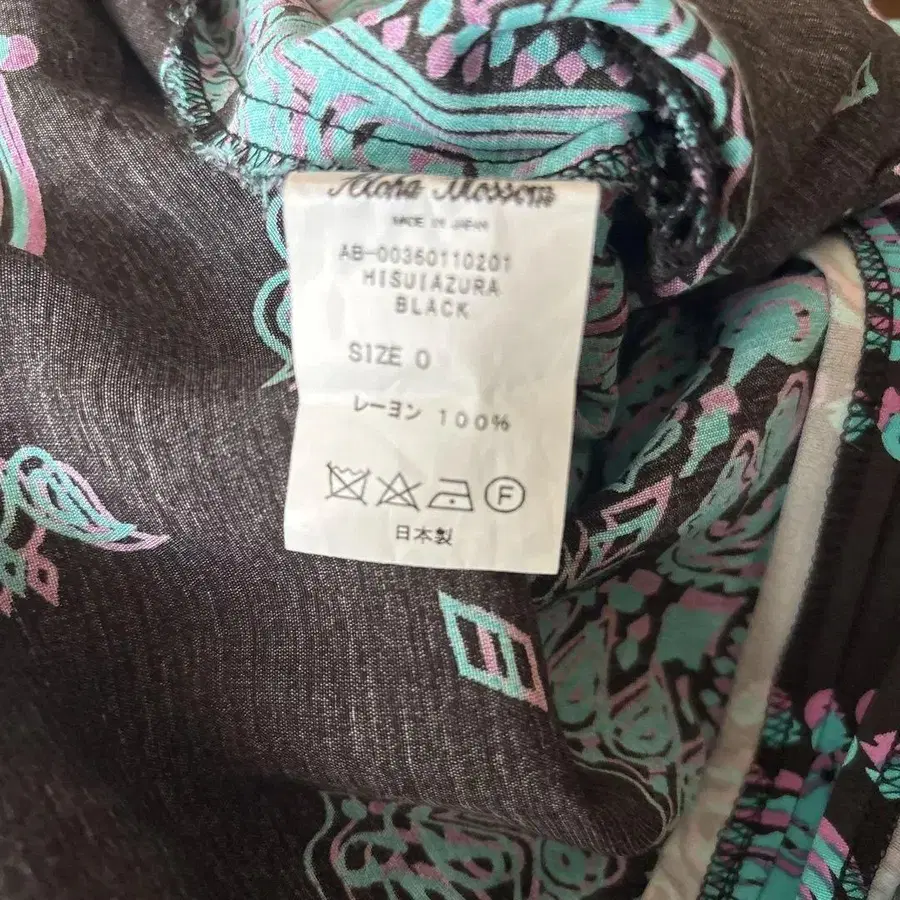 Aloha Blossom
MADE IN JAPAN
AB-00360110201
HISUIAZURA
BLACK
SIZE 0
レーヨン 100%
F
日本製